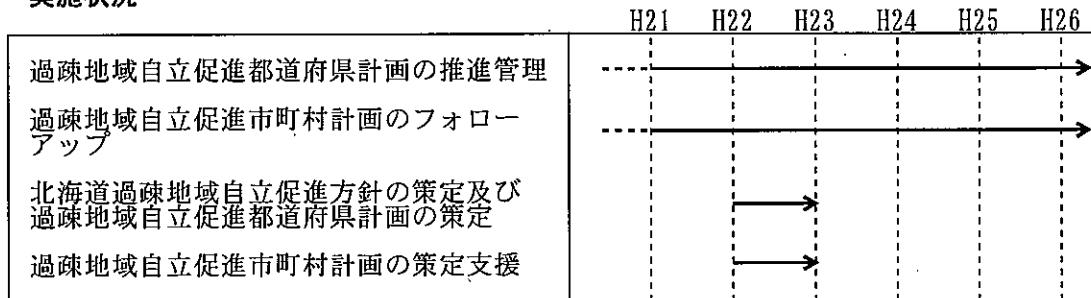 実施状況
H21 H22 H23 H24 H25 H26
過疎地域自立促進都道府県計画の推進管理
過疎地域自立促進市町村計画のフォロー
アップ
北海道過疎地域自立促進方針の策定及び
過疎地域自立促進都道府県計画の策定
過疎地域自立促進市町村計画の策定支援